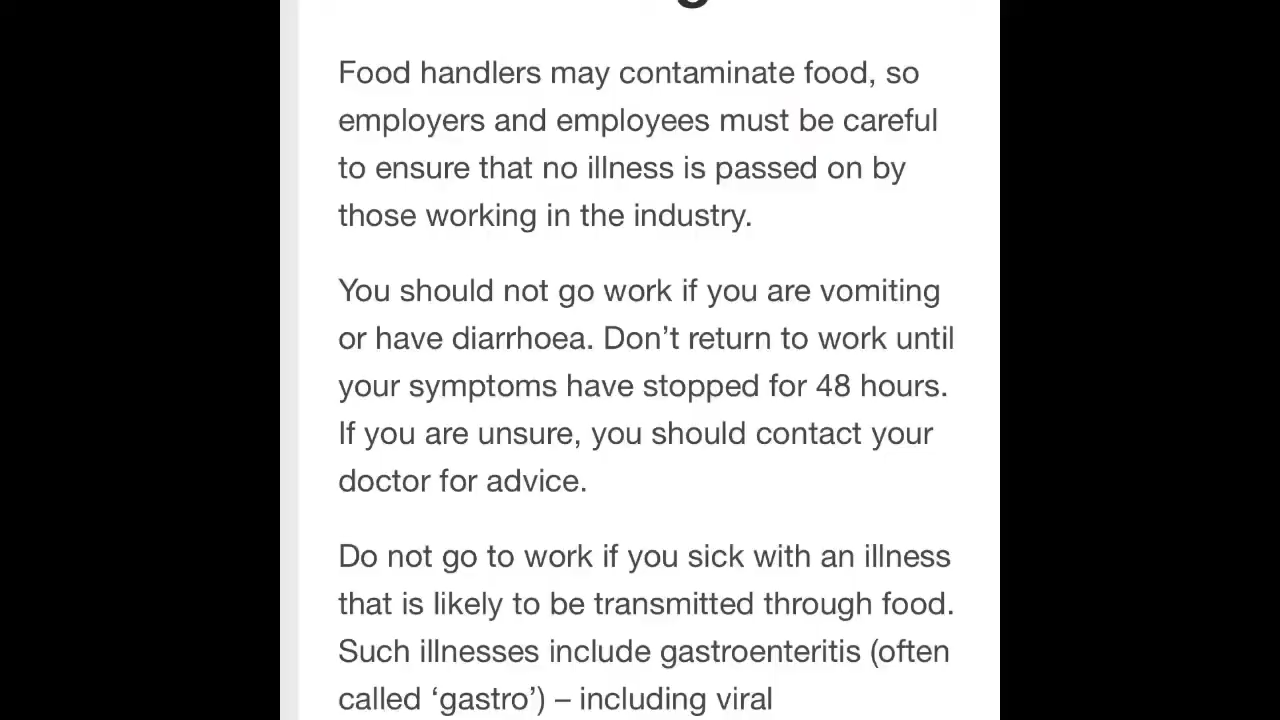 Food handlers may contaminate food, so
employers and employees must be careful
to ensure that no illness is passed on by
those working in the industry.
You should not go work if you are vomiting
or have diarrhoea. Don’t return to work until
your symptoms have stopped for 48 hours.
If you are unsure, you should contact your
doctor for advice.
Do not go to work if you sick with an illness
that is likely to be transmitted through food.
Such illnesses include gastroenteritis (often
called ‘gastro’) – including viral